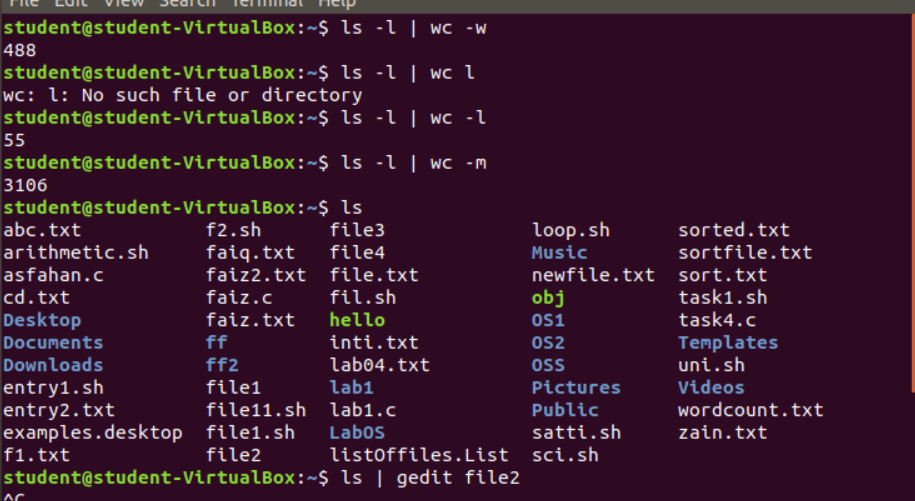 File Edit View Search Terminal Help
student@student-VirtualBox:~$ ls -l | wc -w
488
student@student-VirtualBox:~$ ls -l | wc l
wc: l: No such file or directory
student@student-VirtualBox:~$ ls -l | wc -l
55
student@student-VirtualBox:~$ ls -l | wc -m
3106
student@student-VirtualBox:~$ ls
abc.txt f2.sh file3 loop.sh sorted.txt
arithmetic.sh faiq.txt file4 Music sortfile.txt
asfahan.c faiz2.txt file.txt newfile.txt sort.txt
cd.txt faiz.c fil.sh obj task1.sh
Desktop faiz.txt hello OS1 task4.c
Documents ff inti.txt OS2 Templates
Downloads ff2 lab04.txt OSS uni.sh
entry1.sh file1 lab1 Pictures Videos
entry2.txt file11.sh lab1.c Public wordcount.txt
examples.desktop file1.sh LabOS satti.sh zain.txt
f1.txt file2 listOffiles.List sci.sh
student@student-VirtualBox:~$ ls | gedit file2
^C